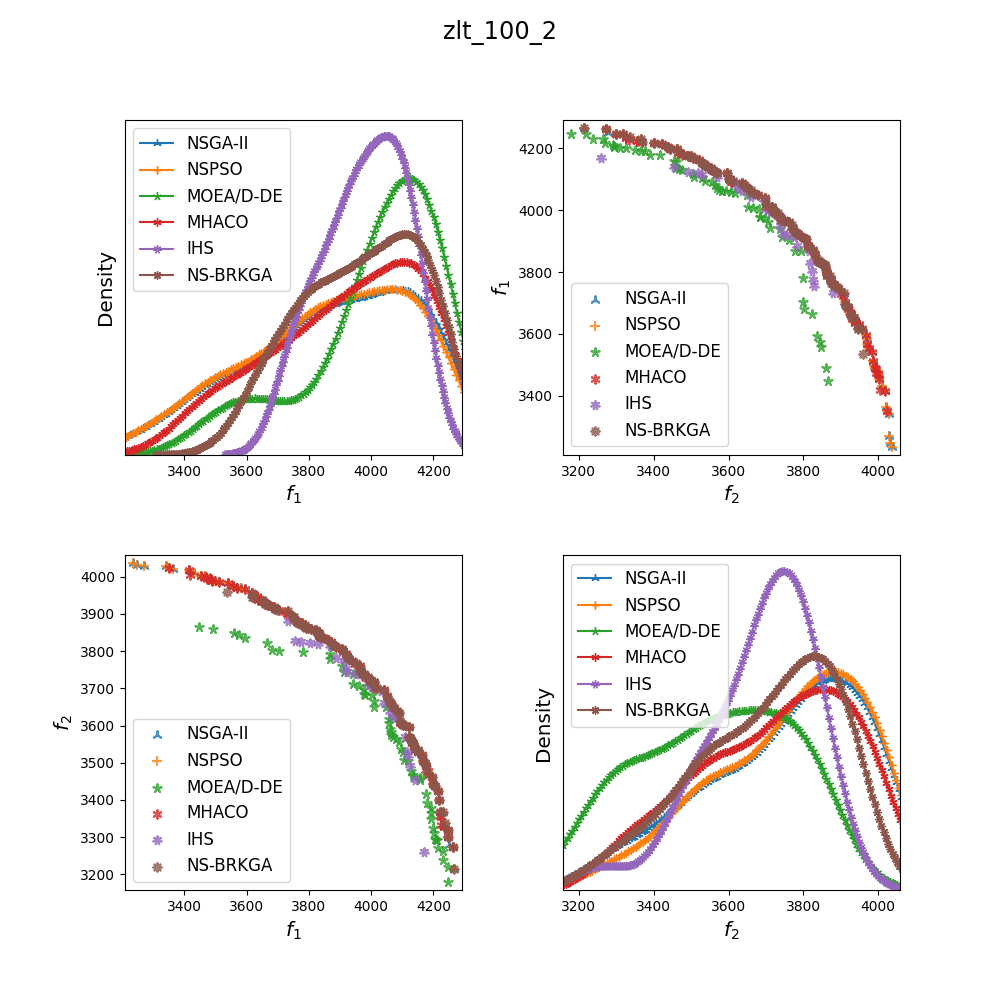 zlt_100_2
Density
NSGA-II
NSPSO
MOEA/D-DE
MHACO
IHS
NS-BRKGA
3400 3600 3800 4000 4200
f1
f1
4200
4000
3800
3600
3400
NSGA-II
NSPSO
MOEA/D-DE
MHACO
IHS
NS-BRKGA
3200 3400 3600 3800 4000
f2
f2
4000
3900
3800
3700
3600
3500
3400
3300
3200
NSGA-II
NSPSO
MOEA/D-DE
MHACO
IHS
NS-BRKGA
3400 3600 3800 4000 4200
f1
Density
NSGA-II
NSPSO
MOEA/D-DE
MHACO
IHS
NS-BRKGA
3200 3400 3600 3800 4000
f2